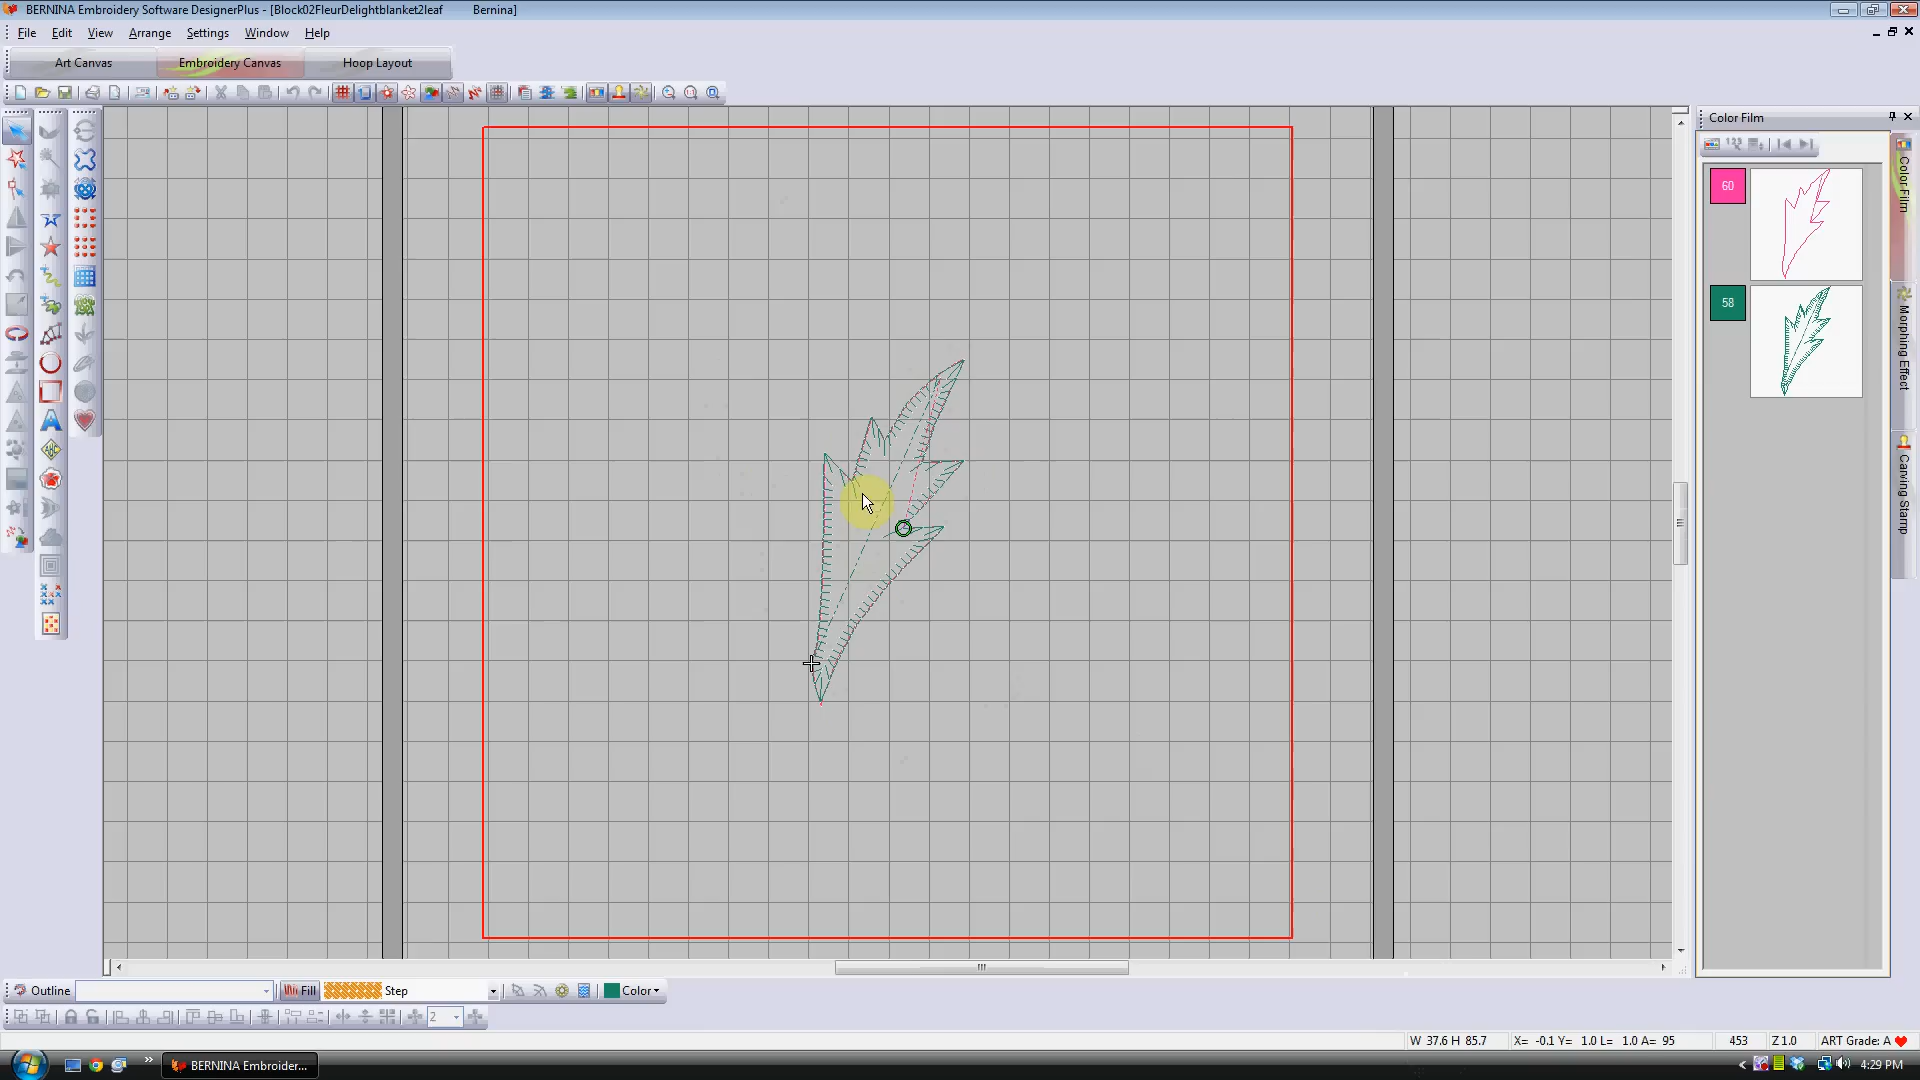 BERNINA Embroidery Software DesignerPlus - [Block02FleurDelightblanket2leaf Bernina]
File Edit View Arrange Settings Window Help
Art Canvas Embroidery Canvas Hoop Layout
Color Film
60
58
Color Film
Morphing Effect
Carving Stamp
Outline Fill Step Color
2
W 37.6 H 85.7 X= -0.1 Y= 1.0 L= 1.0 A= 95 453 Z 1.0 ART Grade: A
BERNINA Embroider... 4:29 PM